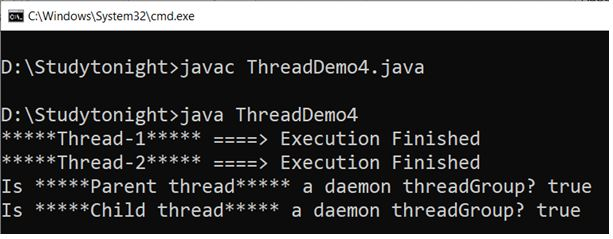 C:\Windows\System32\cmd.exe
D:\Studytonight>javac ThreadDemo4.java
D:\Studytonight>java ThreadDemo4
*****Thread-1***** ====> Execution Finished
*****Thread-2***** ====> Execution Finished
Is *****Parent thread***** a daemon threadGroup? true
Is *****Child thread***** a daemon threadGroup? true